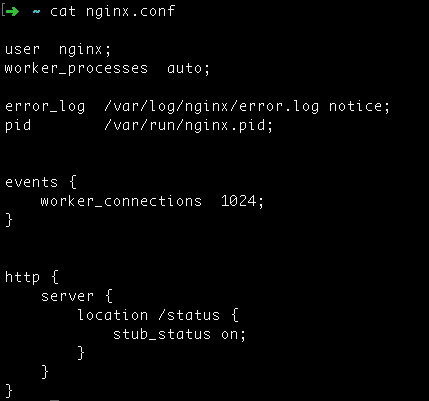 ➜  ~ cat nginx.conf
user  nginx;
worker_processes  auto;
error_log  /var/log/nginx/error.log notice;
pid        /var/run/nginx.pid;
events {
    worker_connections  1024;
}
http {
    server {
        location /status {
            stub_status on;
        }
    }
}